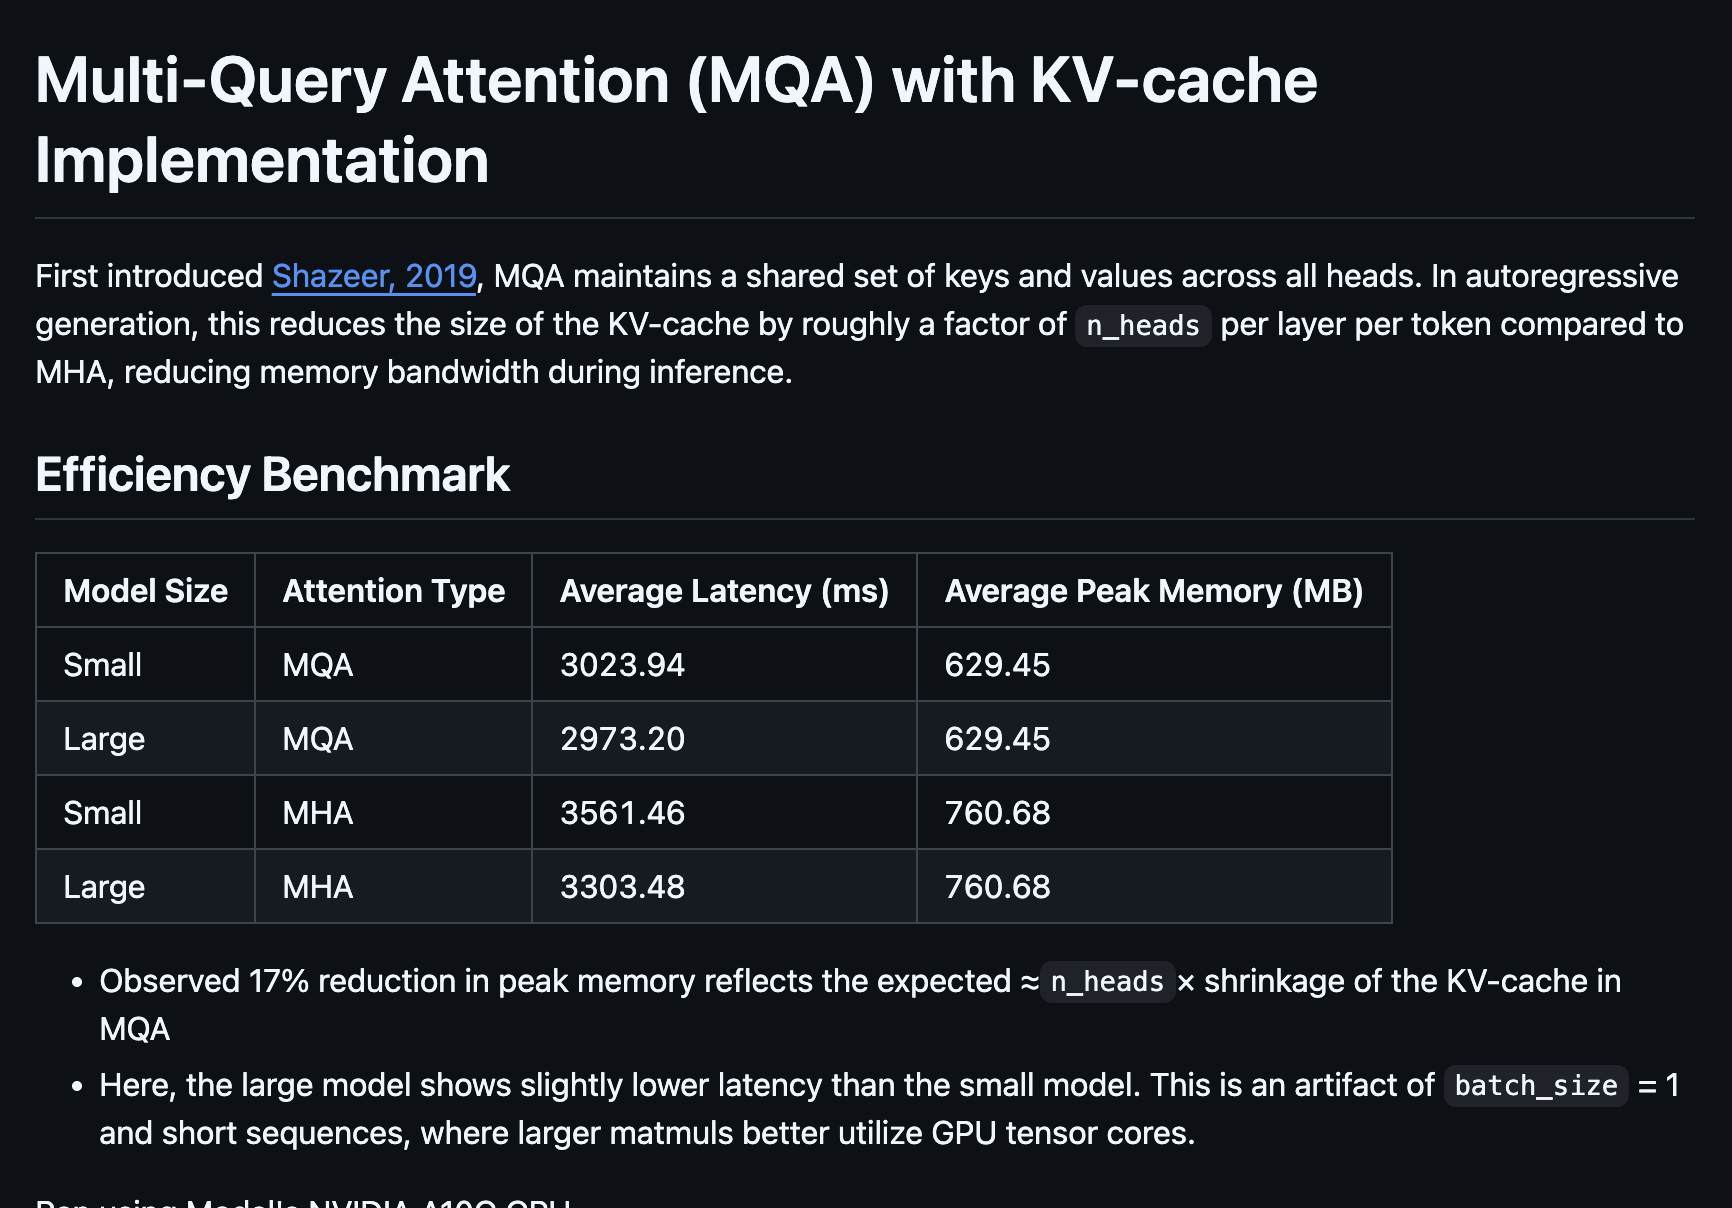 Multi-Query Attention (MQA) with KV-cache
Implementation
First introduced Shazeer, 2019, MQA maintains a shared set of keys and values across all heads. In autoregressive
generation, this reduces the size of the KV-cache by roughly a factor of n_heads per layer per token compared to
MHA, reducing memory bandwidth during inference.
Efficiency Benchmark
Model Size Attention Type Average Latency (ms) Average Peak Memory (MB)
Small MQA 3023.94 629.45
Large MQA 2973.20 629.45
Small MHA 3561.46 760.68
Large MHA 3303.48 760.68
• Observed 17% reduction in peak memory reflects the expected ≈n_heads× shrinkage of the KV-cache in
MQA
• Here, the large model shows slightly lower latency than the small model. This is an artifact of batch_size = 1
and short sequences, where larger matmuls better utilize GPU tensor cores.
Ran using Modal's NVIDIA GPU